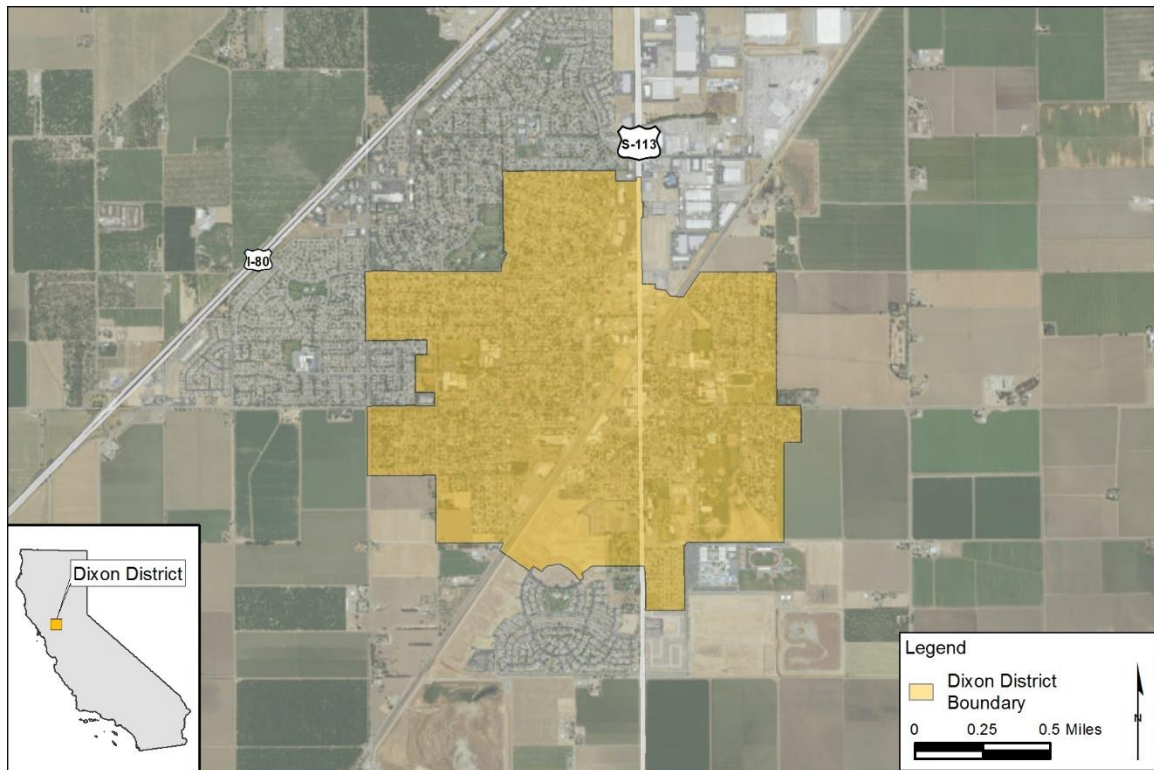 S-113
I-80
Dixon District
Legend
Dixon District
Boundary
0 0.25 0.5 Miles
N